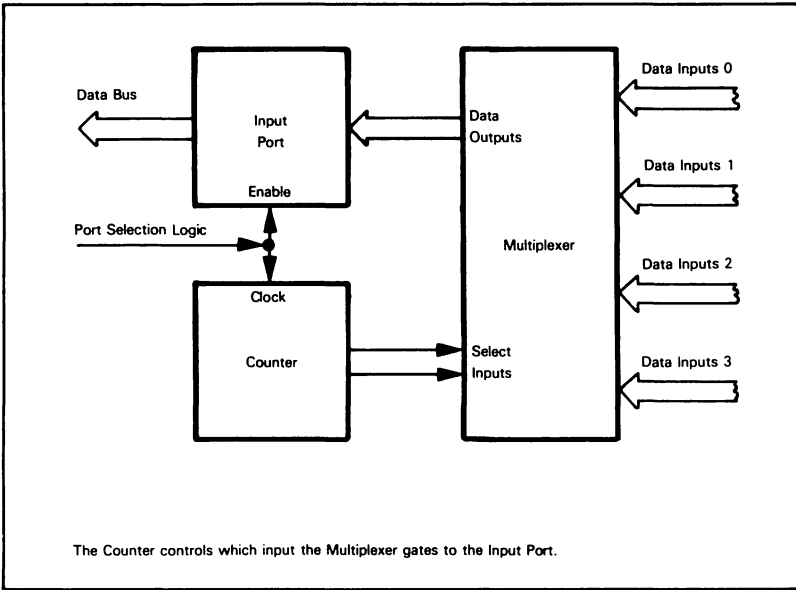 Data Bus
Input
Port
Enable
Data
Outputs
Data Inputs 0
Data Inputs 1
Port Selection Logic
Multiplexer
Data Inputs 2
Clock
Counter
Select
Inputs
Data Inputs 3
The Counter controls which input the Multiplexer gates to the Input Port.